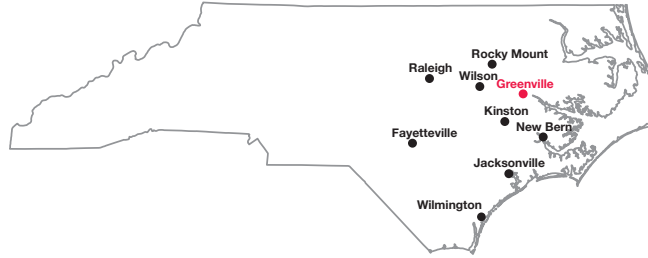 Rocky Mount
Raleigh
Wilson
Greenville
Kinston
New Bern
Fayetteville
Jacksonville
Wilmington